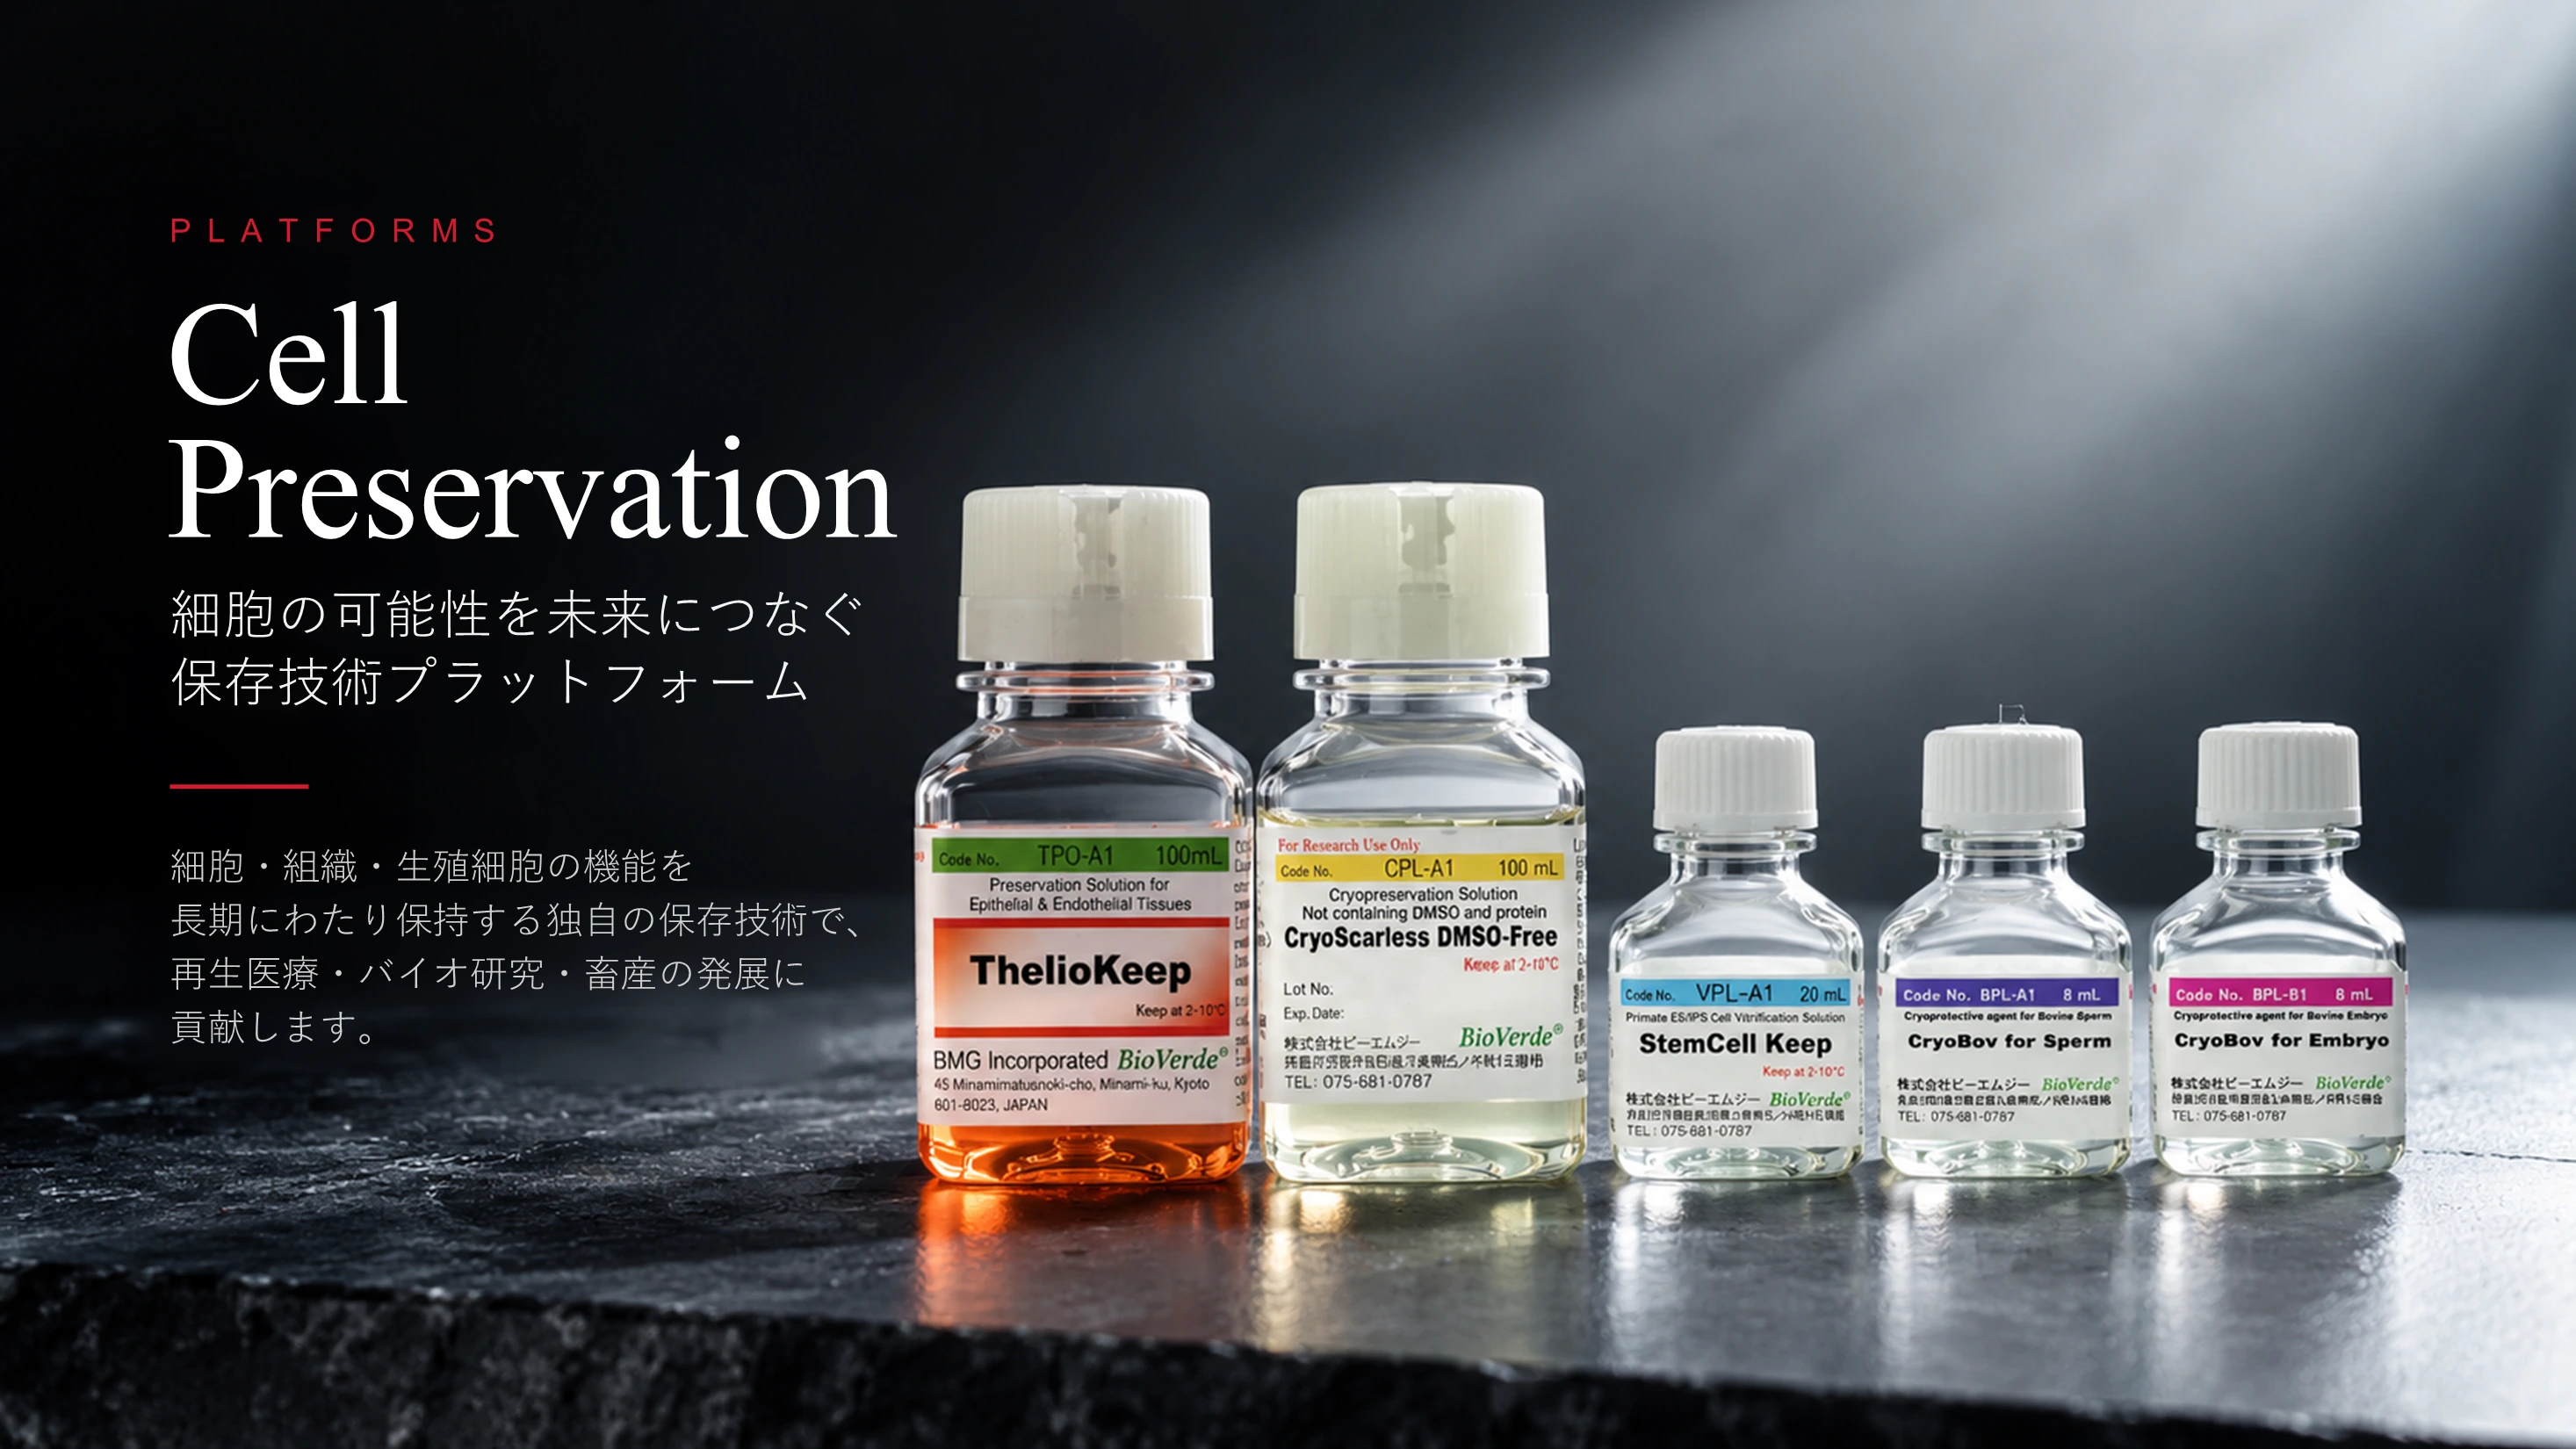 PLATFORMS
Cell
Preservation
細胞の可能性を未来につなぐ
保存技術プラットフォーム
細胞・組織・生殖細胞の機能を
長期にわたり保持する独自の保存技術で、
再生医療・バイオ研究・畜産の発展に
貢献します。
Code No. TPO-A1 100mL
Preservation Solution for
Epithelial & Endothelial Tissues
ThelioKeep
Keep at 2-10°C
BMG Incorporated BioVerde®
45 Minamimatusnoki-cho, Minami-ku, Kyoto
601-8023, JAPAN
For Research Use Only
Code No. CPL-A1 100 mL
Cryopreservation Solution
Not containing DMSO and protein
CryoScarless DMSO-Free
Keep at 2-10°C
Lot No.
Exp. Date:
株式会社ビーエムジー BioVerde®
TEL: 075-681-0787
Code No. VPL-A1 20 mL
Primate ES/iPS Cell Vitrification Solution
StemCell Keep
Keep at 2-10°C
株式会社ビーエムジー BioVerde®
TEL: 075-681-0787
Code No. BPL-A1 8 mL
Cryoprotective agent for Bovine Sperm
CryoBov for Sperm
株式会社ビーエムジー BioVerde®
TEL: 075-681-0787
Code No. BPL-B1 8 mL
Cryoprotective agent for Bovine Embryo
CryoBov for Embryo
株式会社ビーエムジー BioVerde®
TEL: 075-681-0787